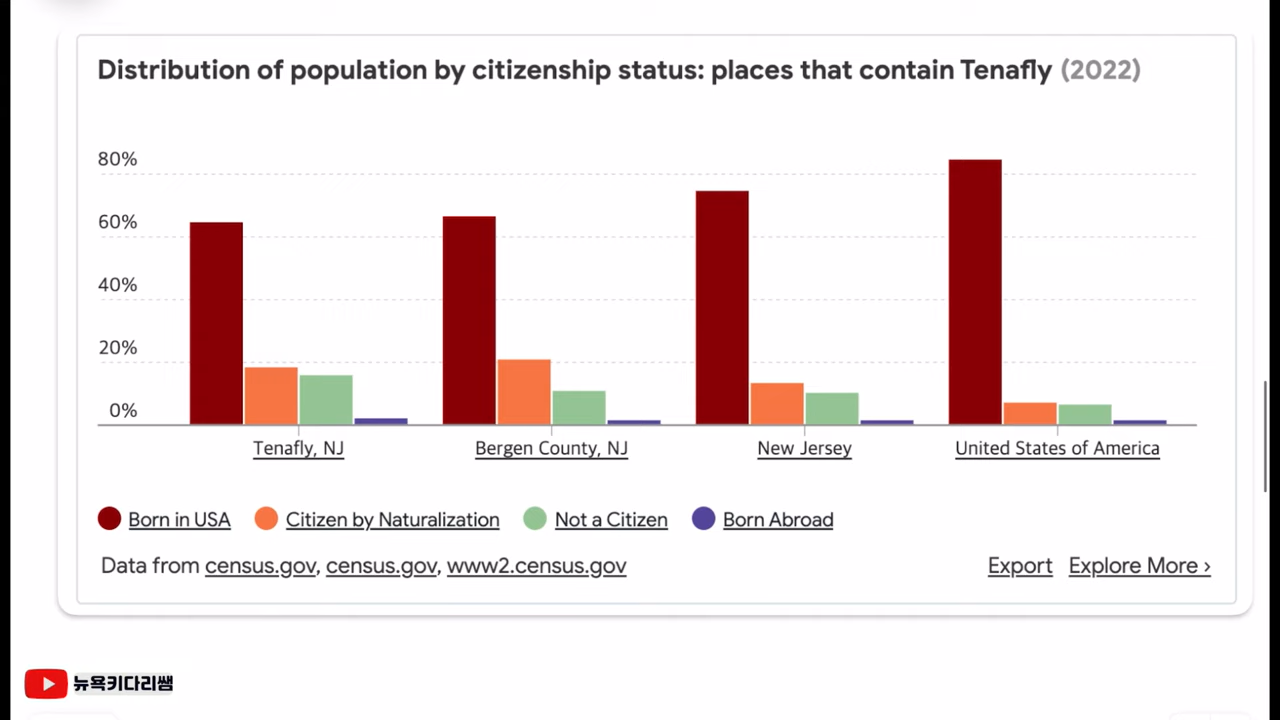 Distribution of population by citizenship status: places that contain Tenafly (2022)
80%
60%
40%
20%
0%
Tenafly, NJ
Bergen County, NJ
New Jersey
United States of America
Born in USA
Citizen by Naturalization
Not a Citizen
Born Abroad
Data from census.gov, census.gov, www2.census.gov
Export
Explore More ›
뉴욕키다리쌤